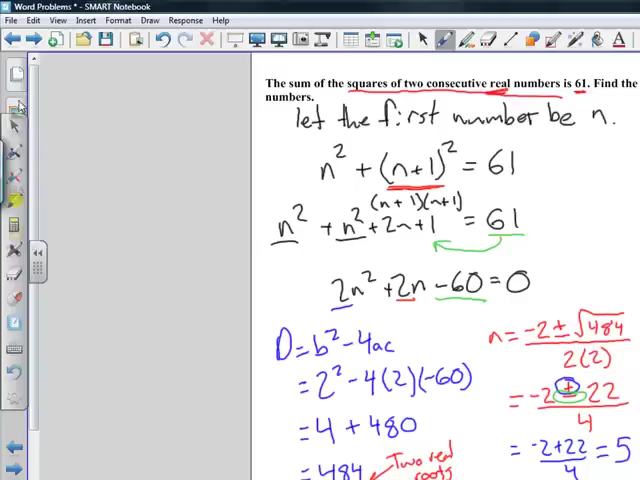 Word Problems * - SMART Notebook
File Edit View Insert Format Draw Response Help
The sum of the squares of two consecutive real numbers is 61. Find the
numbers.
let the first number be n.
n² + (n+1)² = 61
(n+1)(n+1)
n² + n² + 2n + 1 = 61
2n² + 2n - 60 = 0
D = b² - 4ac
= 2² - 4(2)(-60)
= 4 + 480
= 484
Two real
roots
n = -2 ± √484 / 2(2)
= -2 ± 22 / 4
= -2 + 22 / 4 = 5